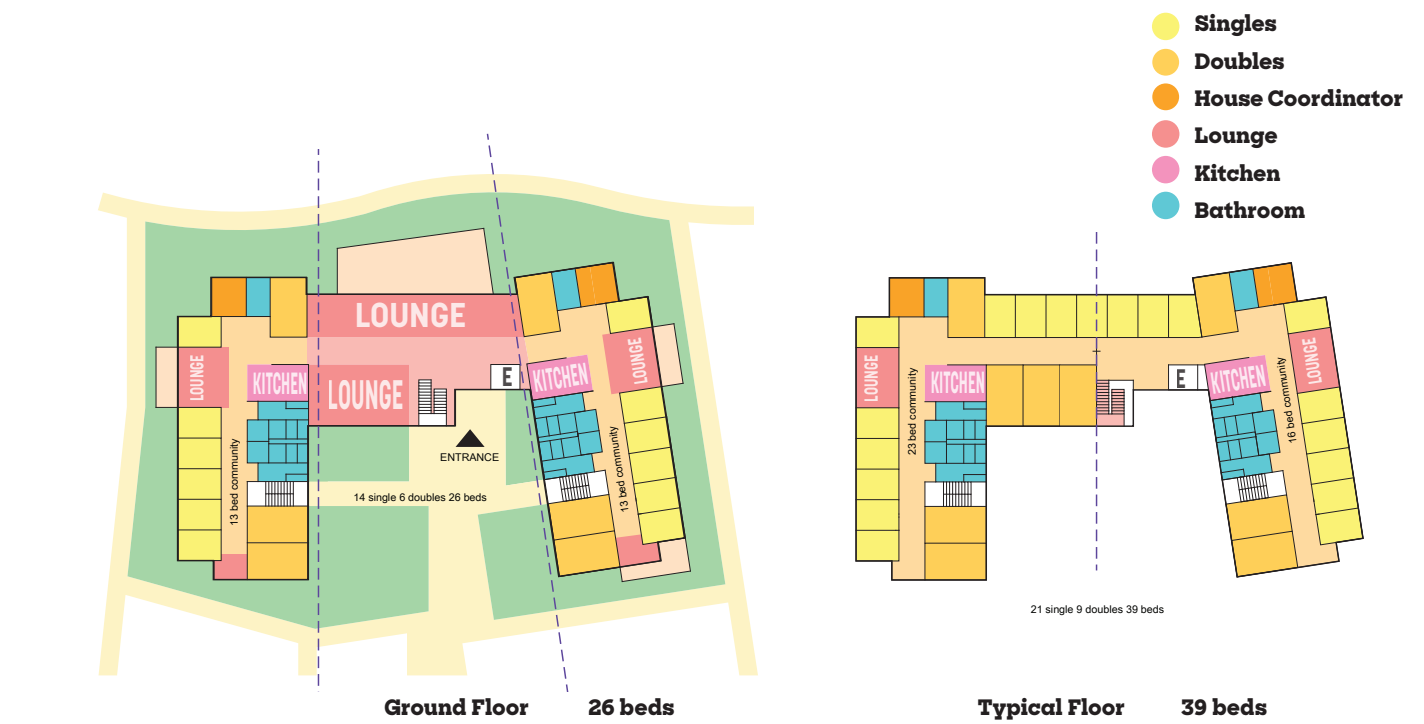 Singles
Doubles
House Coordinator
Lounge
Kitchen
Bathroom
LOUNGE
LOUNGE
KITCHEN
LOUNGE
E
KITCHEN
LOUNGE
ENTRANCE
13 bed community
14 single 6 doubles 26 beds
13 bed community
Ground Floor 26 beds
LOUNGE
23 bed community
KITCHEN
E
KITCHEN
16 bed community
LOUNGE
21 single 9 doubles 39 beds
Typical Floor 39 beds